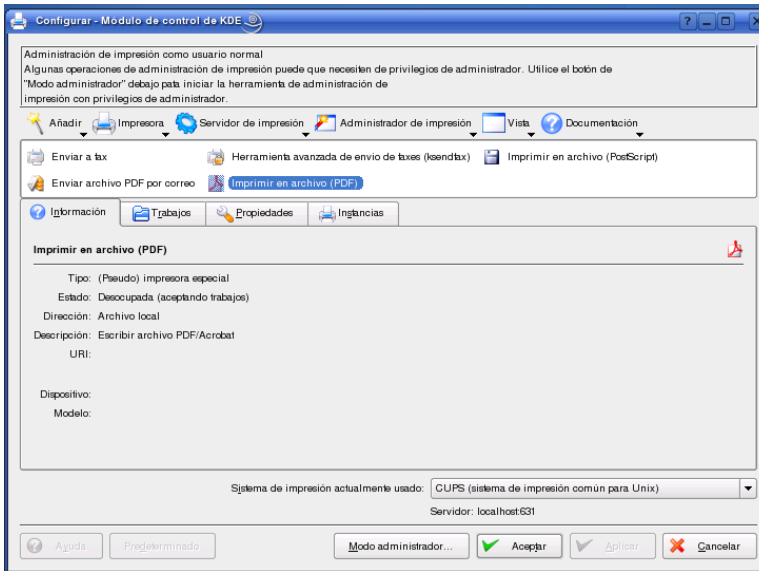 Configurar - Módulo de control de KDE
Administración de impresión como usuario normal
Algunas operaciones de administración de impresión puede que necesiten de privilegios de administrador. Utilice el botón de
"Modo administrador" debajo pata iniciar la herramienta de administración de
impresión con privilegios de administrador.
Añadir Impresora Servidor de impresión Administrador de impresión Vista Documentación
Enviar a fax Herramienta avanzada de envio de faxes (ksendfax) Imprimir en archivo (PostScript)
Enviar archivo PDF por correo Imprimir en archivo (PDF)
Información Trabajos Propiedades Instancias
Imprimir en archivo (PDF)
Tipo: (Pseudo) impresora especial
Estado: Desocupada (aceptando trabajos)
Dirección: Archivo local
Descripción: Escribir archivo PDF/Acrobat
URI:
Dispositivo:
Modelo:
Sistema de impresión actualmente usado: CUPS (sistema de impresión común para Unix)
Servidor: localhost:631
Ayuda Predeterminado Modo administrador... Aceptar Aplicar Cancelar